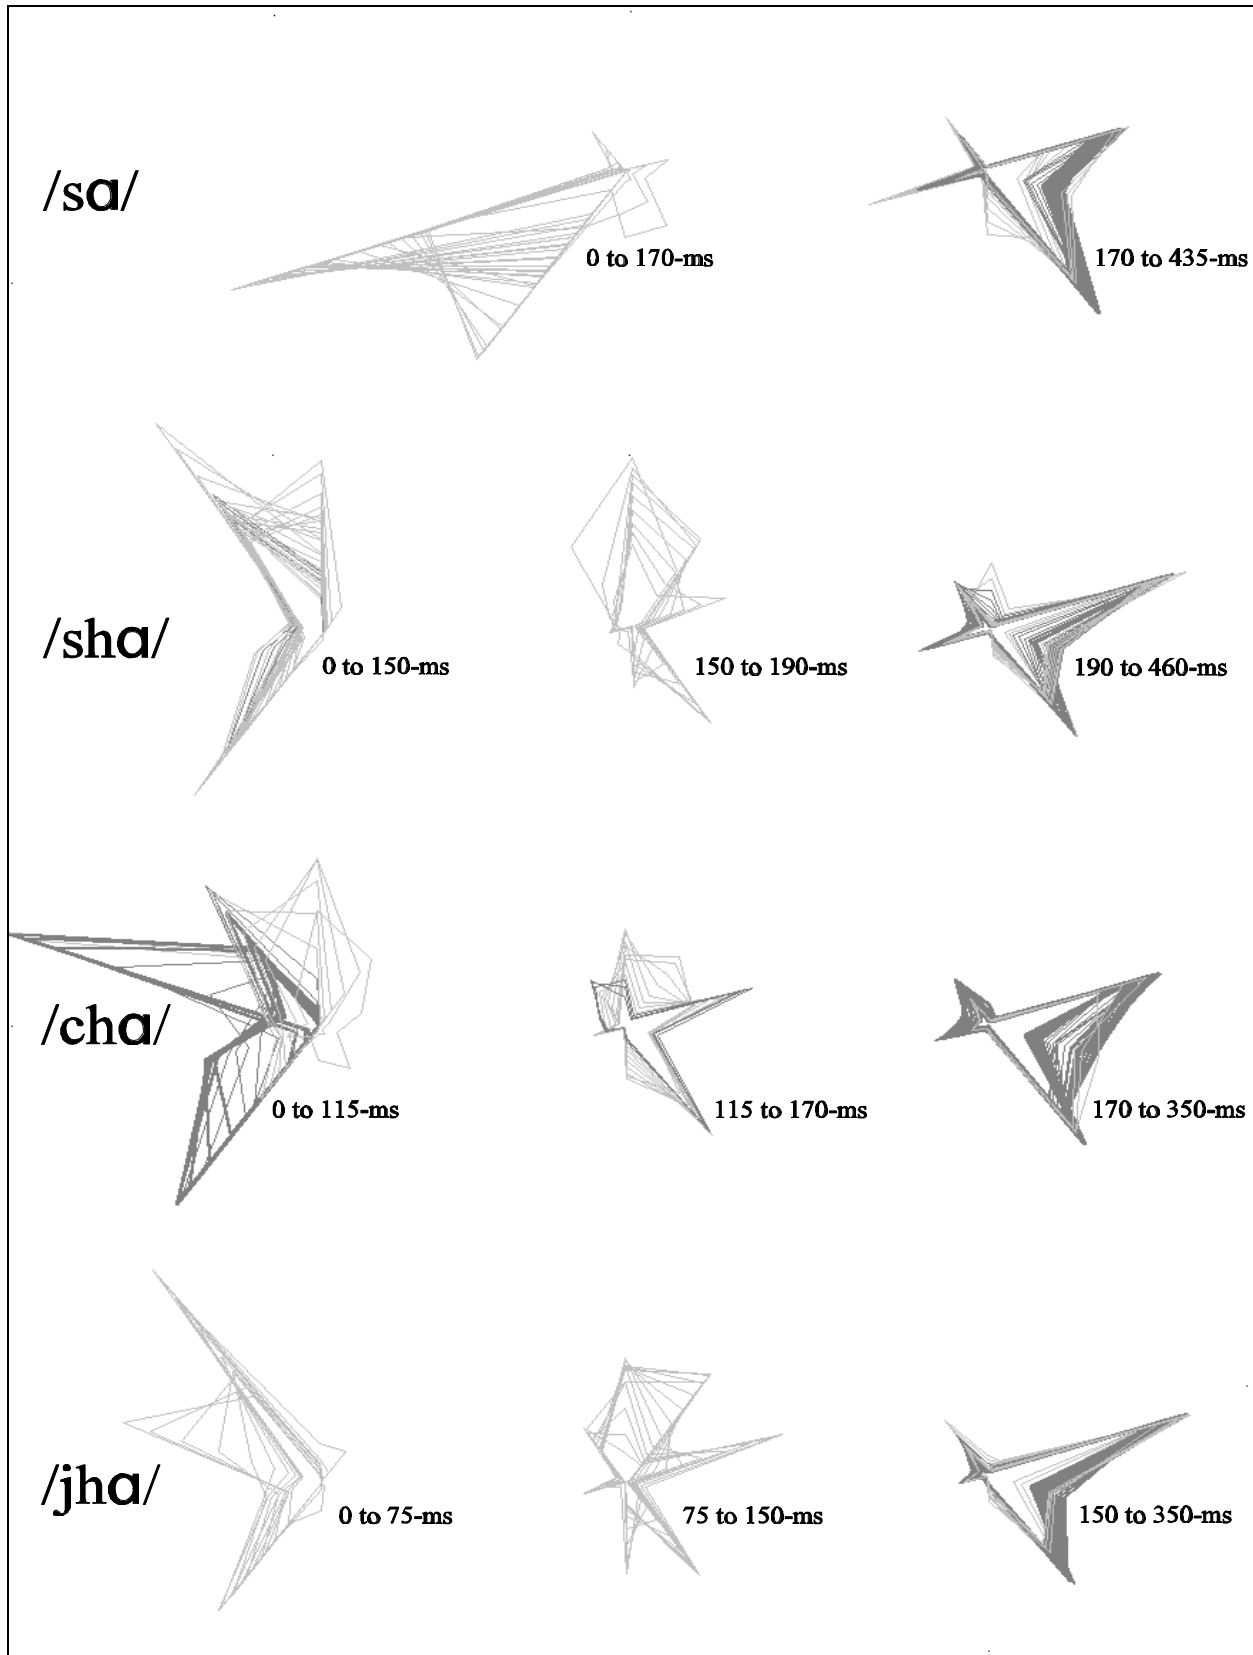 /sɑ/
0 to 170-ms
170 to 435-ms
/shɑ/
0 to 150-ms
150 to 190-ms
190 to 460-ms
/chɑ/
0 to 115-ms
115 to 170-ms
170 to 350-ms
/jhɑ/
0 to 75-ms
75 to 150-ms
150 to 350-ms